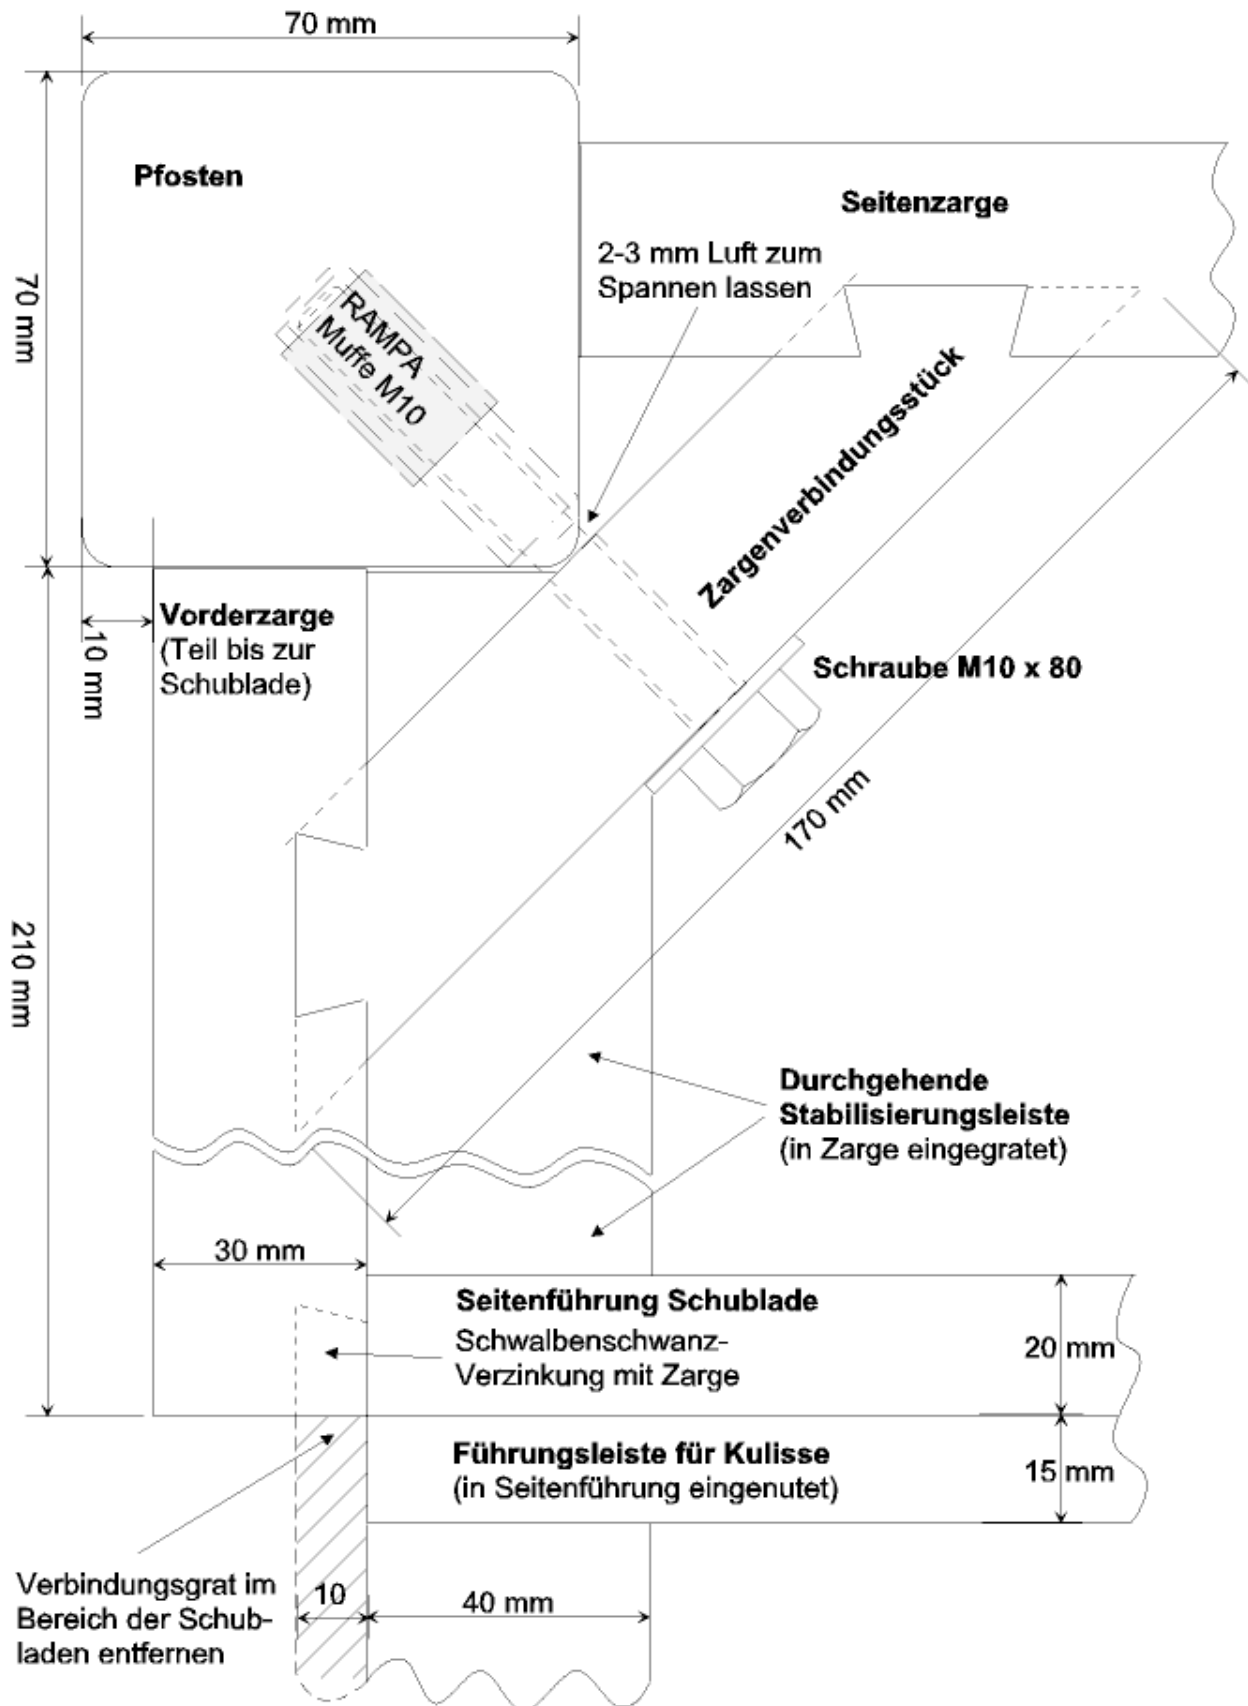 70 mm
Pfosten
Seitenzarge
2-3 mm Luft zum
Spannen lassen
70 mm
RAMPA
Muffe M10
Zargenverbindungsstück
Vorderzarge
(Teil bis zur
Schublade)
10 mm
Schraube M10 x 80
170 mm
210 mm
Durchgehende
Stabilisierungsleiste
(in Zarge eingegratet)
30 mm
Seitenführung Schublade
Schwalbenschwanz-
Verzinkung mit Zarge
20 mm
Führungsleiste für Kulisse
(in Seitenführung eingenutet)
15 mm
Verbindungsgrat im
Bereich der Schub-
laden entfernen
10
40 mm